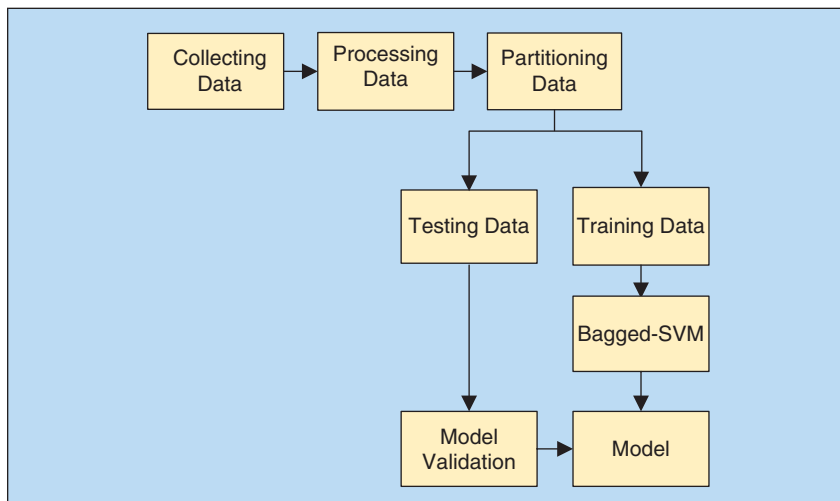 Collecting
Data
Processing
Data
Partitioning
Data
Testing Data
Training Data
Bagged-SVM
Model
Validation
Model